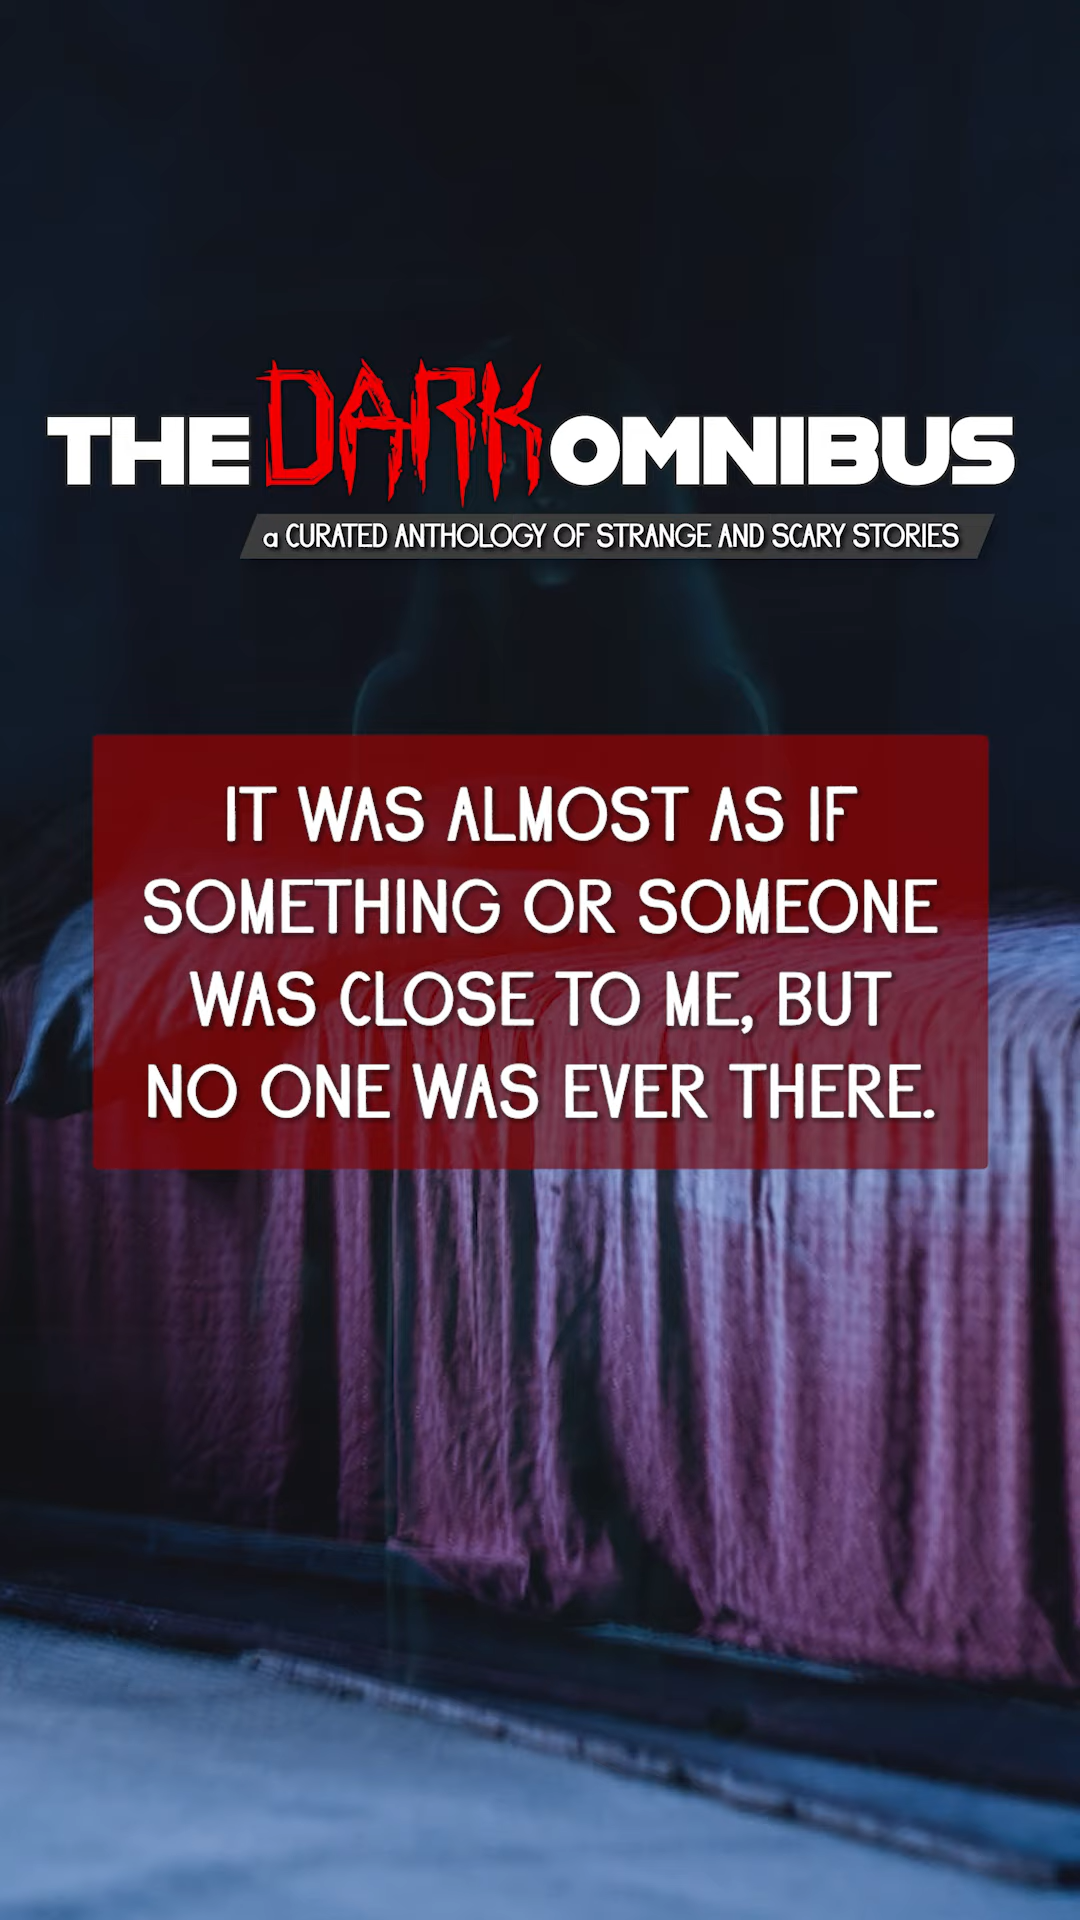 THE DARK OMNIBUS
a CURATED ANTHOLOGY OF STRANGE AND SCARY STORIES
IT WAS ALMOST AS IF
SOMETHING OR SOMEONE
WAS CLOSE TO ME, BUT
NO ONE WAS EVER THERE.